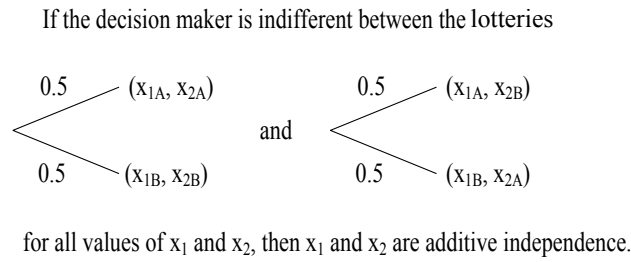 If the decision maker is indifferent between the lotteries
0.5 (x₁A, x₂A) 0.5 (x₁A, x₂B)
and
0.5 (x₁B, x₂B) 0.5 (x₁B, x₂A)
for all values of x₁ and x₂, then x₁ and x₂ are additive independence.